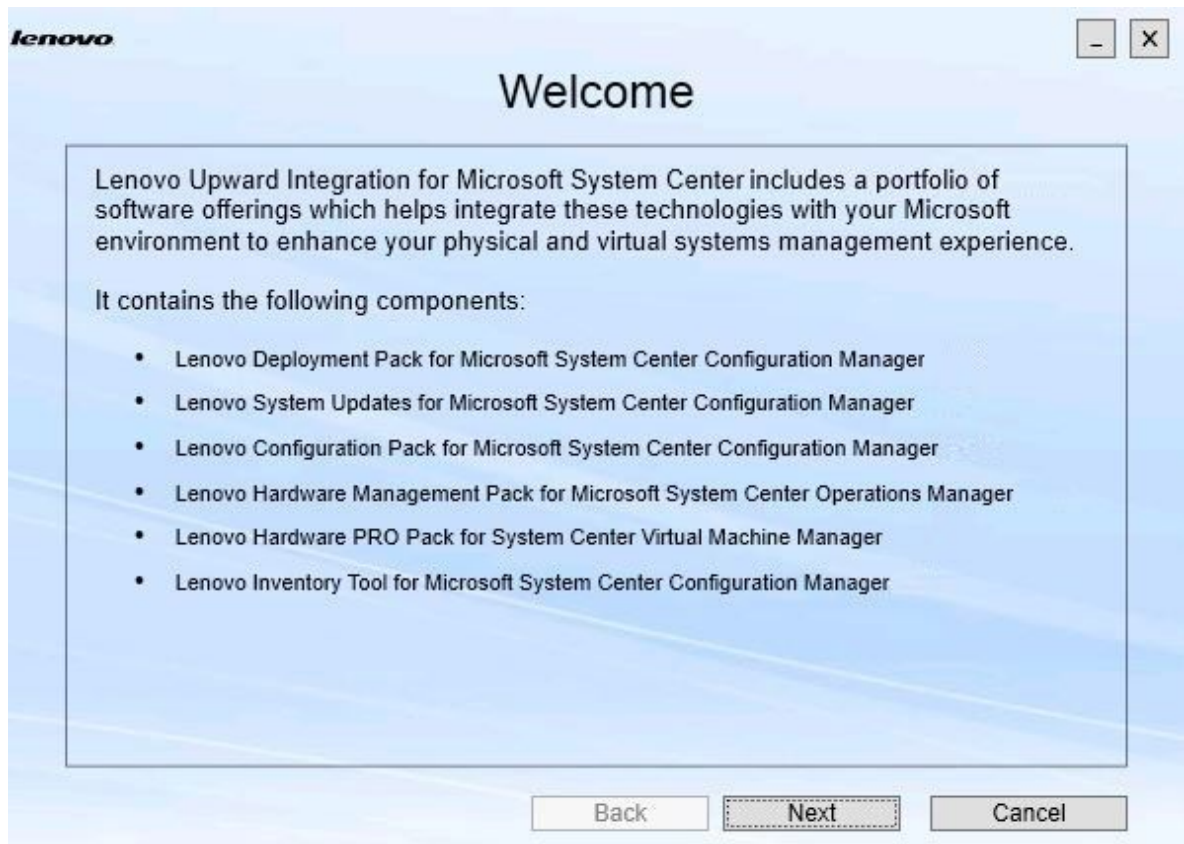 lenovo
_ X
Welcome
Lenovo Upward Integration for Microsoft System Center includes a portfolio of
software offerings which helps integrate these technologies with your Microsoft
environment to enhance your physical and virtual systems management experience.
It contains the following components:
• Lenovo Deployment Pack for Microsoft System Center Configuration Manager
• Lenovo System Updates for Microsoft System Center Configuration Manager
• Lenovo Configuration Pack for Microsoft System Center Configuration Manager
• Lenovo Hardware Management Pack for Microsoft System Center Operations Manager
• Lenovo Hardware PRO Pack for System Center Virtual Machine Manager
• Lenovo Inventory Tool for Microsoft System Center Configuration Manager
Back Next Cancel